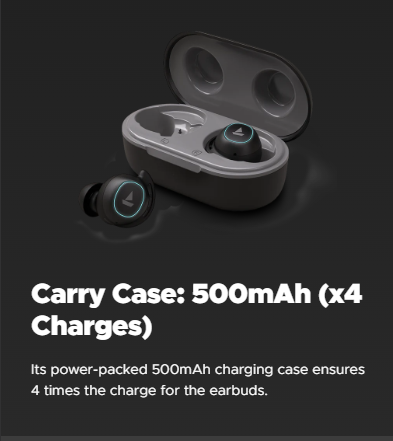 Carry Case: 500mAh (x4
Charges)
Its power-packed 500mAh charging case ensures
4 times the charge for the earbuds.